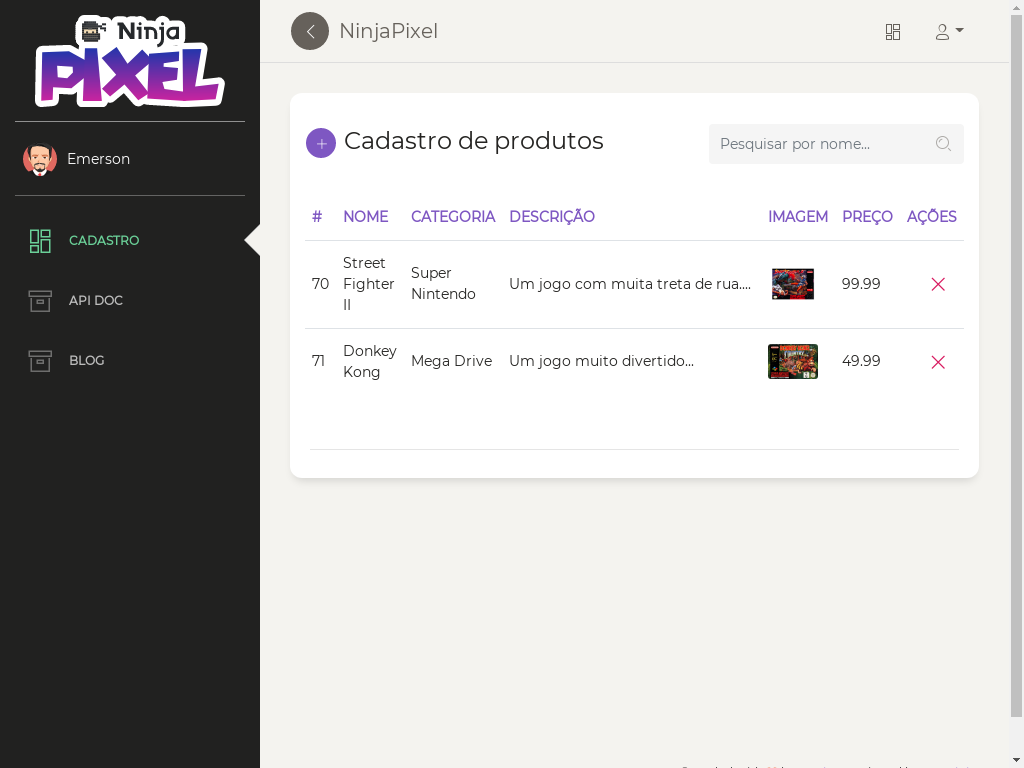 Ninja
PIXEL
NinjaPixel
Emerson
CADASTRO
API DOC
BLOG
Cadastro de produtos
Pesquisar por nome...
# NOME CATEGORIA DESCRIÇÃO IMAGEM PREÇO AÇÕES
70 Street Fighter II Super Nintendo Um jogo com muita treta de rua.... 99.99
71 Donkey Kong Mega Drive Um jogo muito divertido... 49.99